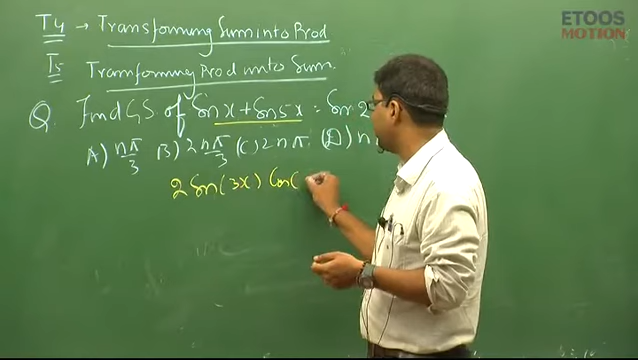 ETOOS
MOTION
T4 → Transforming Sum into Prod
T5 Transforming Prod into Sum.
Q. Find G.S. of Sin x + Sin 5x = Sin 2
A) nπ/3 (B) 2nπ/3 (C) 2nπ (D) n
2 Sin(3x) Cos(